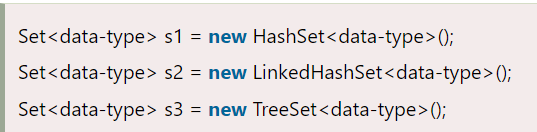 Set<data-type> s1 = new HashSet<data-type>();
Set<data-type> s2 = new LinkedHashSet<data-type>();
Set<data-type> s3 = new TreeSet<data-type>();